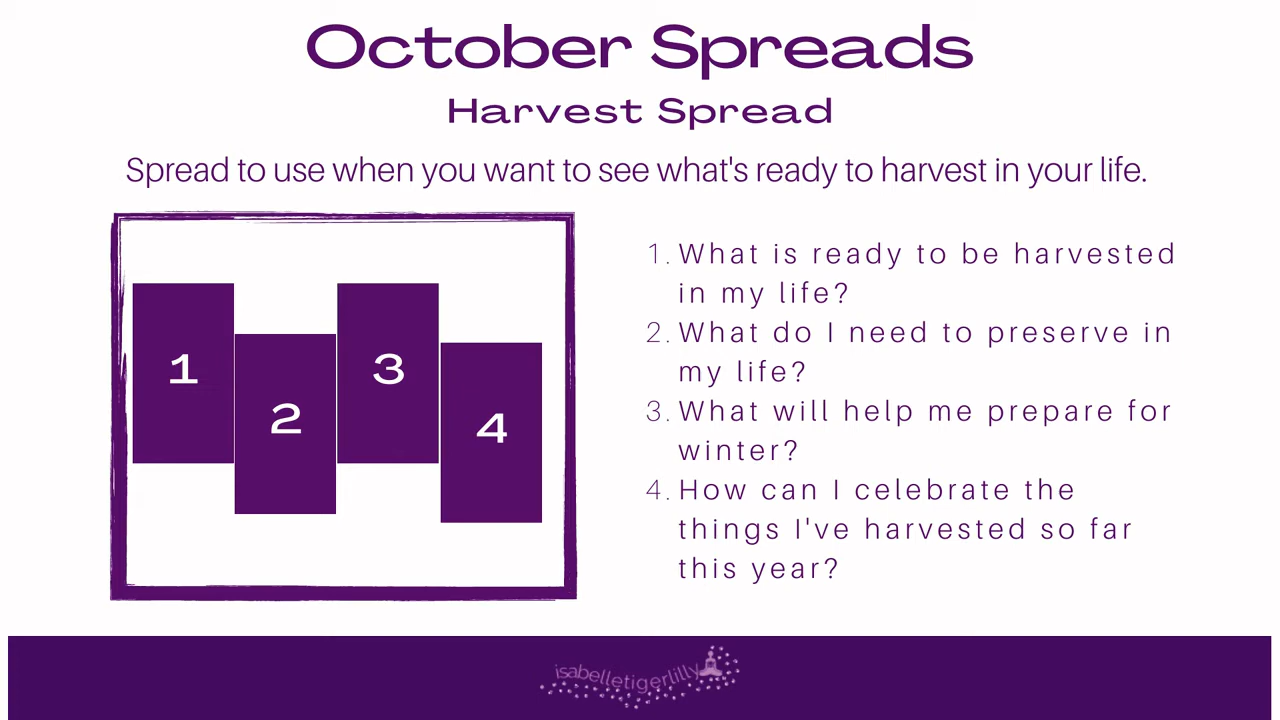 October Spreads
Harvest Spread
Spread to use when you want to see what's ready to harvest in your life.
1
2
3
4
1. What is ready to be harvested
in my life?
2. What do I need to preserve in
my life?
3. What will help me prepare for
winter?
4. How can I celebrate the
things I've harvested so far
this year?
isabelletigerlilly